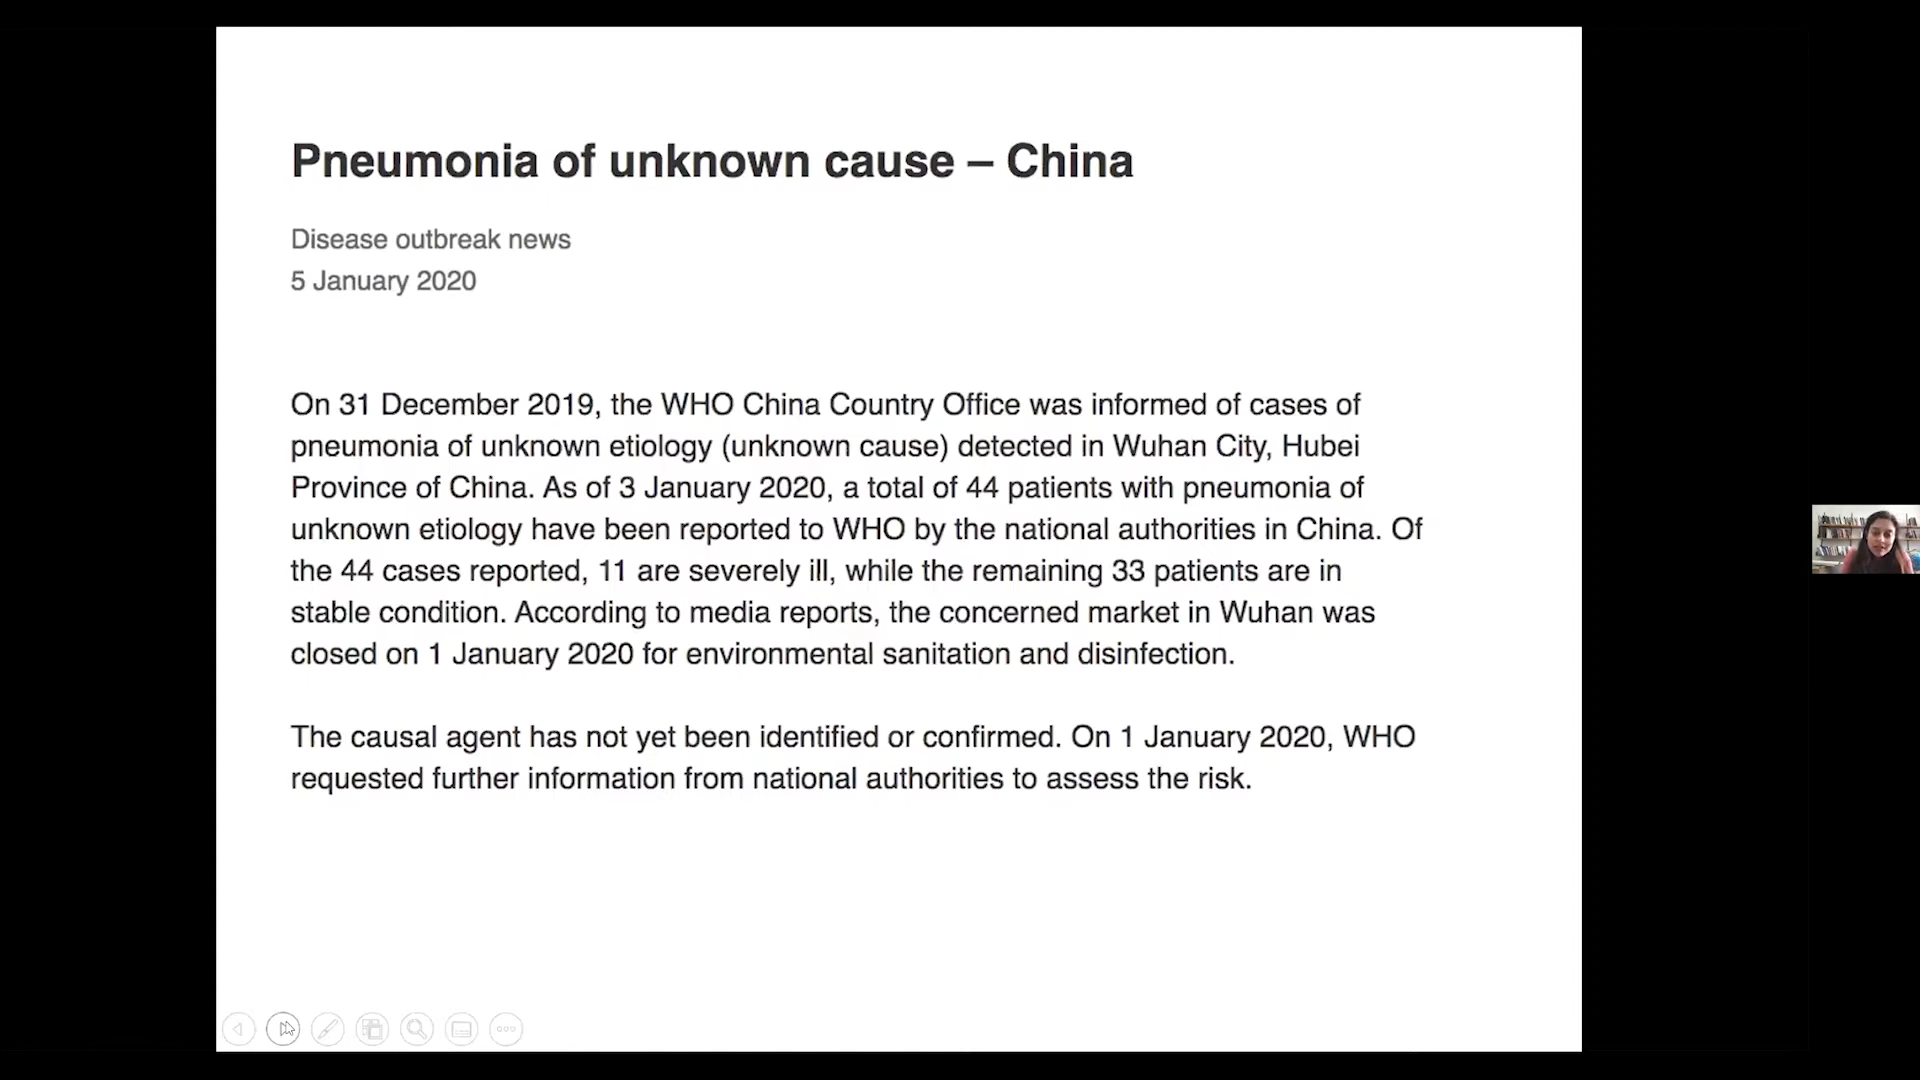 Pneumonia of unknown cause – China
Disease outbreak news
5 January 2020
On 31 December 2019, the WHO China Country Office was informed of cases of
pneumonia of unknown etiology (unknown cause) detected in Wuhan City, Hubei
Province of China. As of 3 January 2020, a total of 44 patients with pneumonia of
unknown etiology have been reported to WHO by the national authorities in China. Of
the 44 cases reported, 11 are severely ill, while the remaining 33 patients are in
stable condition. According to media reports, the concerned market in Wuhan was
closed on 1 January 2020 for environmental sanitation and disinfection.
The causal agent has not yet been identified or confirmed. On 1 January 2020, WHO
requested further information from national authorities to assess the risk.